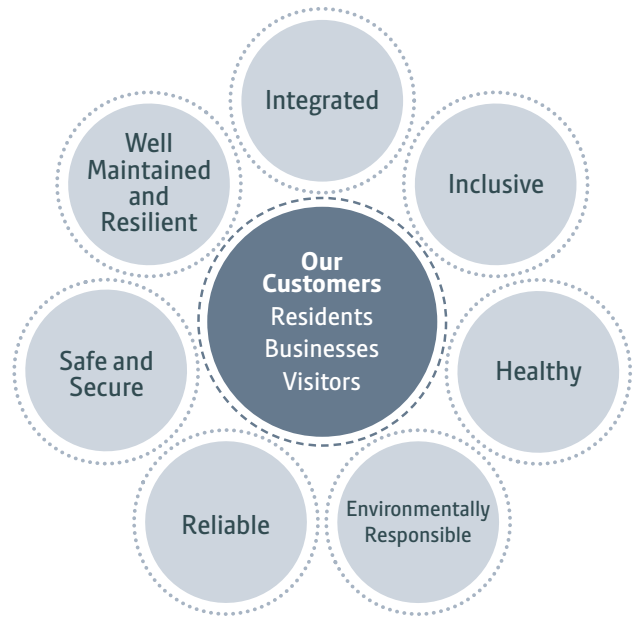 Integrated
Well
Maintained
and
Resilient
Inclusive
Our
Customers
Residents
Businesses
Visitors
Safe and
Secure
Healthy
Reliable
Environmentally
Responsible